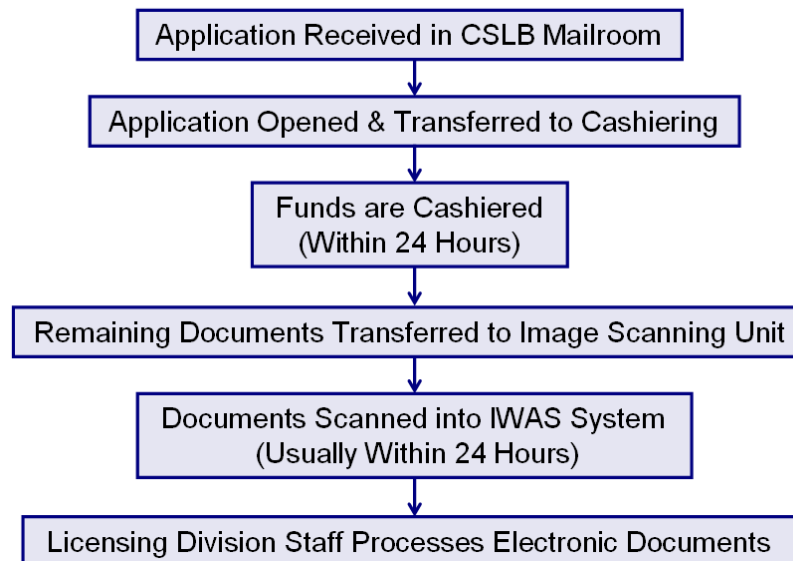 Application Received in CSLB Mailroom
Application Opened & Transferred to Cashiering
Funds are Cashiered
(Within 24 Hours)
Remaining Documents Transferred to Image Scanning Unit
Documents Scanned into IWAS System
(Usually Within 24 Hours)
Licensing Division Staff Processes Electronic Documents